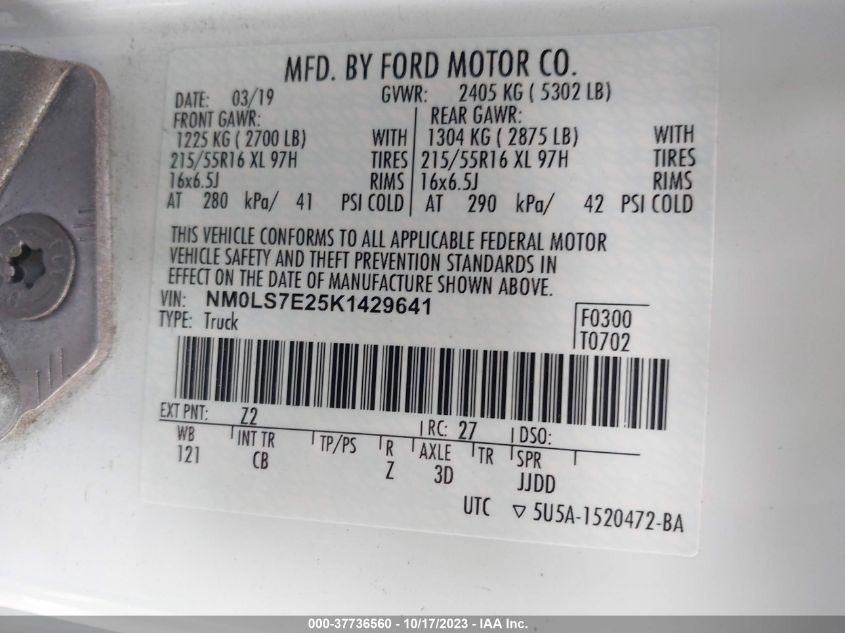 MFD. BY FORD MOTOR CO.
DATE: 03/19 GVWR: 2405 KG ( 5302 LB)
FRONT GAWR: REAR GAWR:
1225 KG ( 2700 LB) WITH 1304 KG ( 2875 LB) WITH
215/55R16 XL 97H TIRES 215/55R16 XL 97H TIRES
16x6.5J RIMS 16x6.5J RIMS
AT 280 kPa/ 41 PSI COLD AT 290 kPa/ 42 PSI COLD
THIS VEHICLE CONFORMS TO ALL APPLICABLE FEDERAL MOTOR
VEHICLE SAFETY AND THEFT PREVENTION STANDARDS IN
EFFECT ON THE DATE OF MANUFACTURE SHOWN ABOVE.
VIN: NM0LS7E25K1429641
TYPE: Truck
F0300
T0702
EXT PNT: Z2 RC: 27 DSO:
WB INT TR TP/PS R AXLE TR SPR
121 CB Z 3D JJDD
UTC ▽ 5U5A-1520472-BA
000-37736560 - 10/17/2023 - IAAI.com